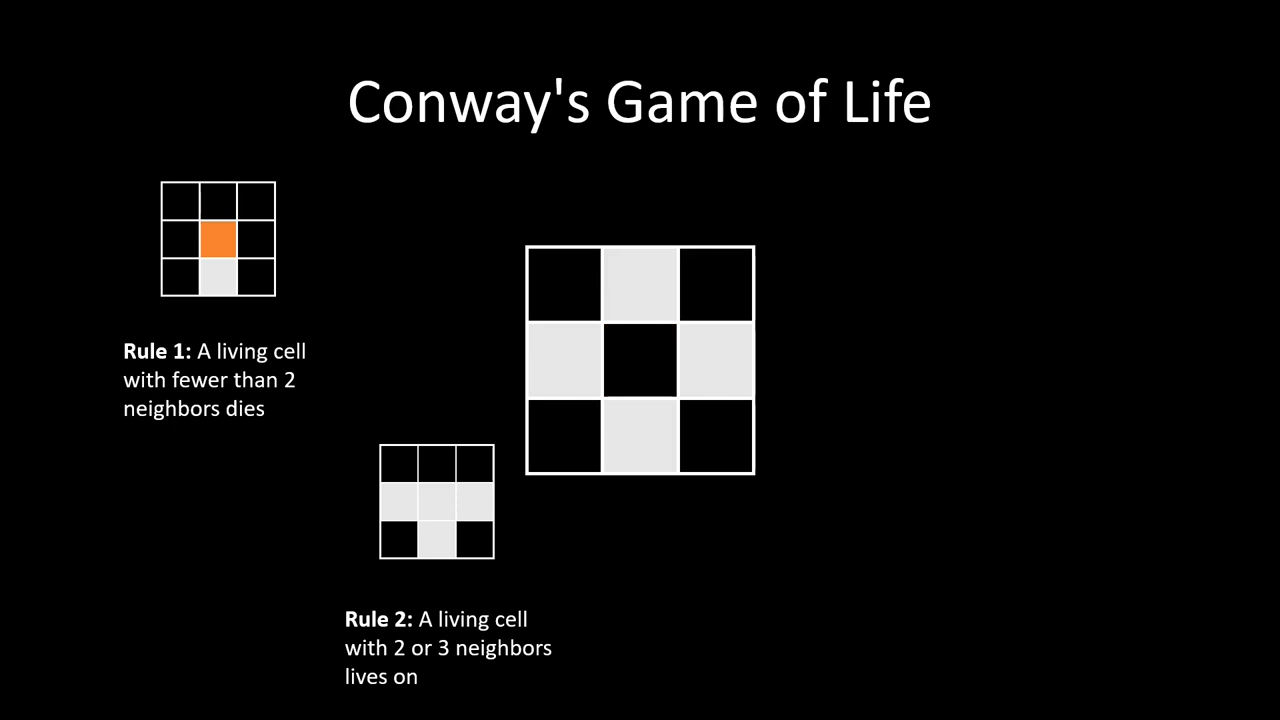 Conway's Game of Life
Rule 1: A living cell
with fewer than 2
neighbors dies
Rule 2: A living cell
with 2 or 3 neighbors
lives on